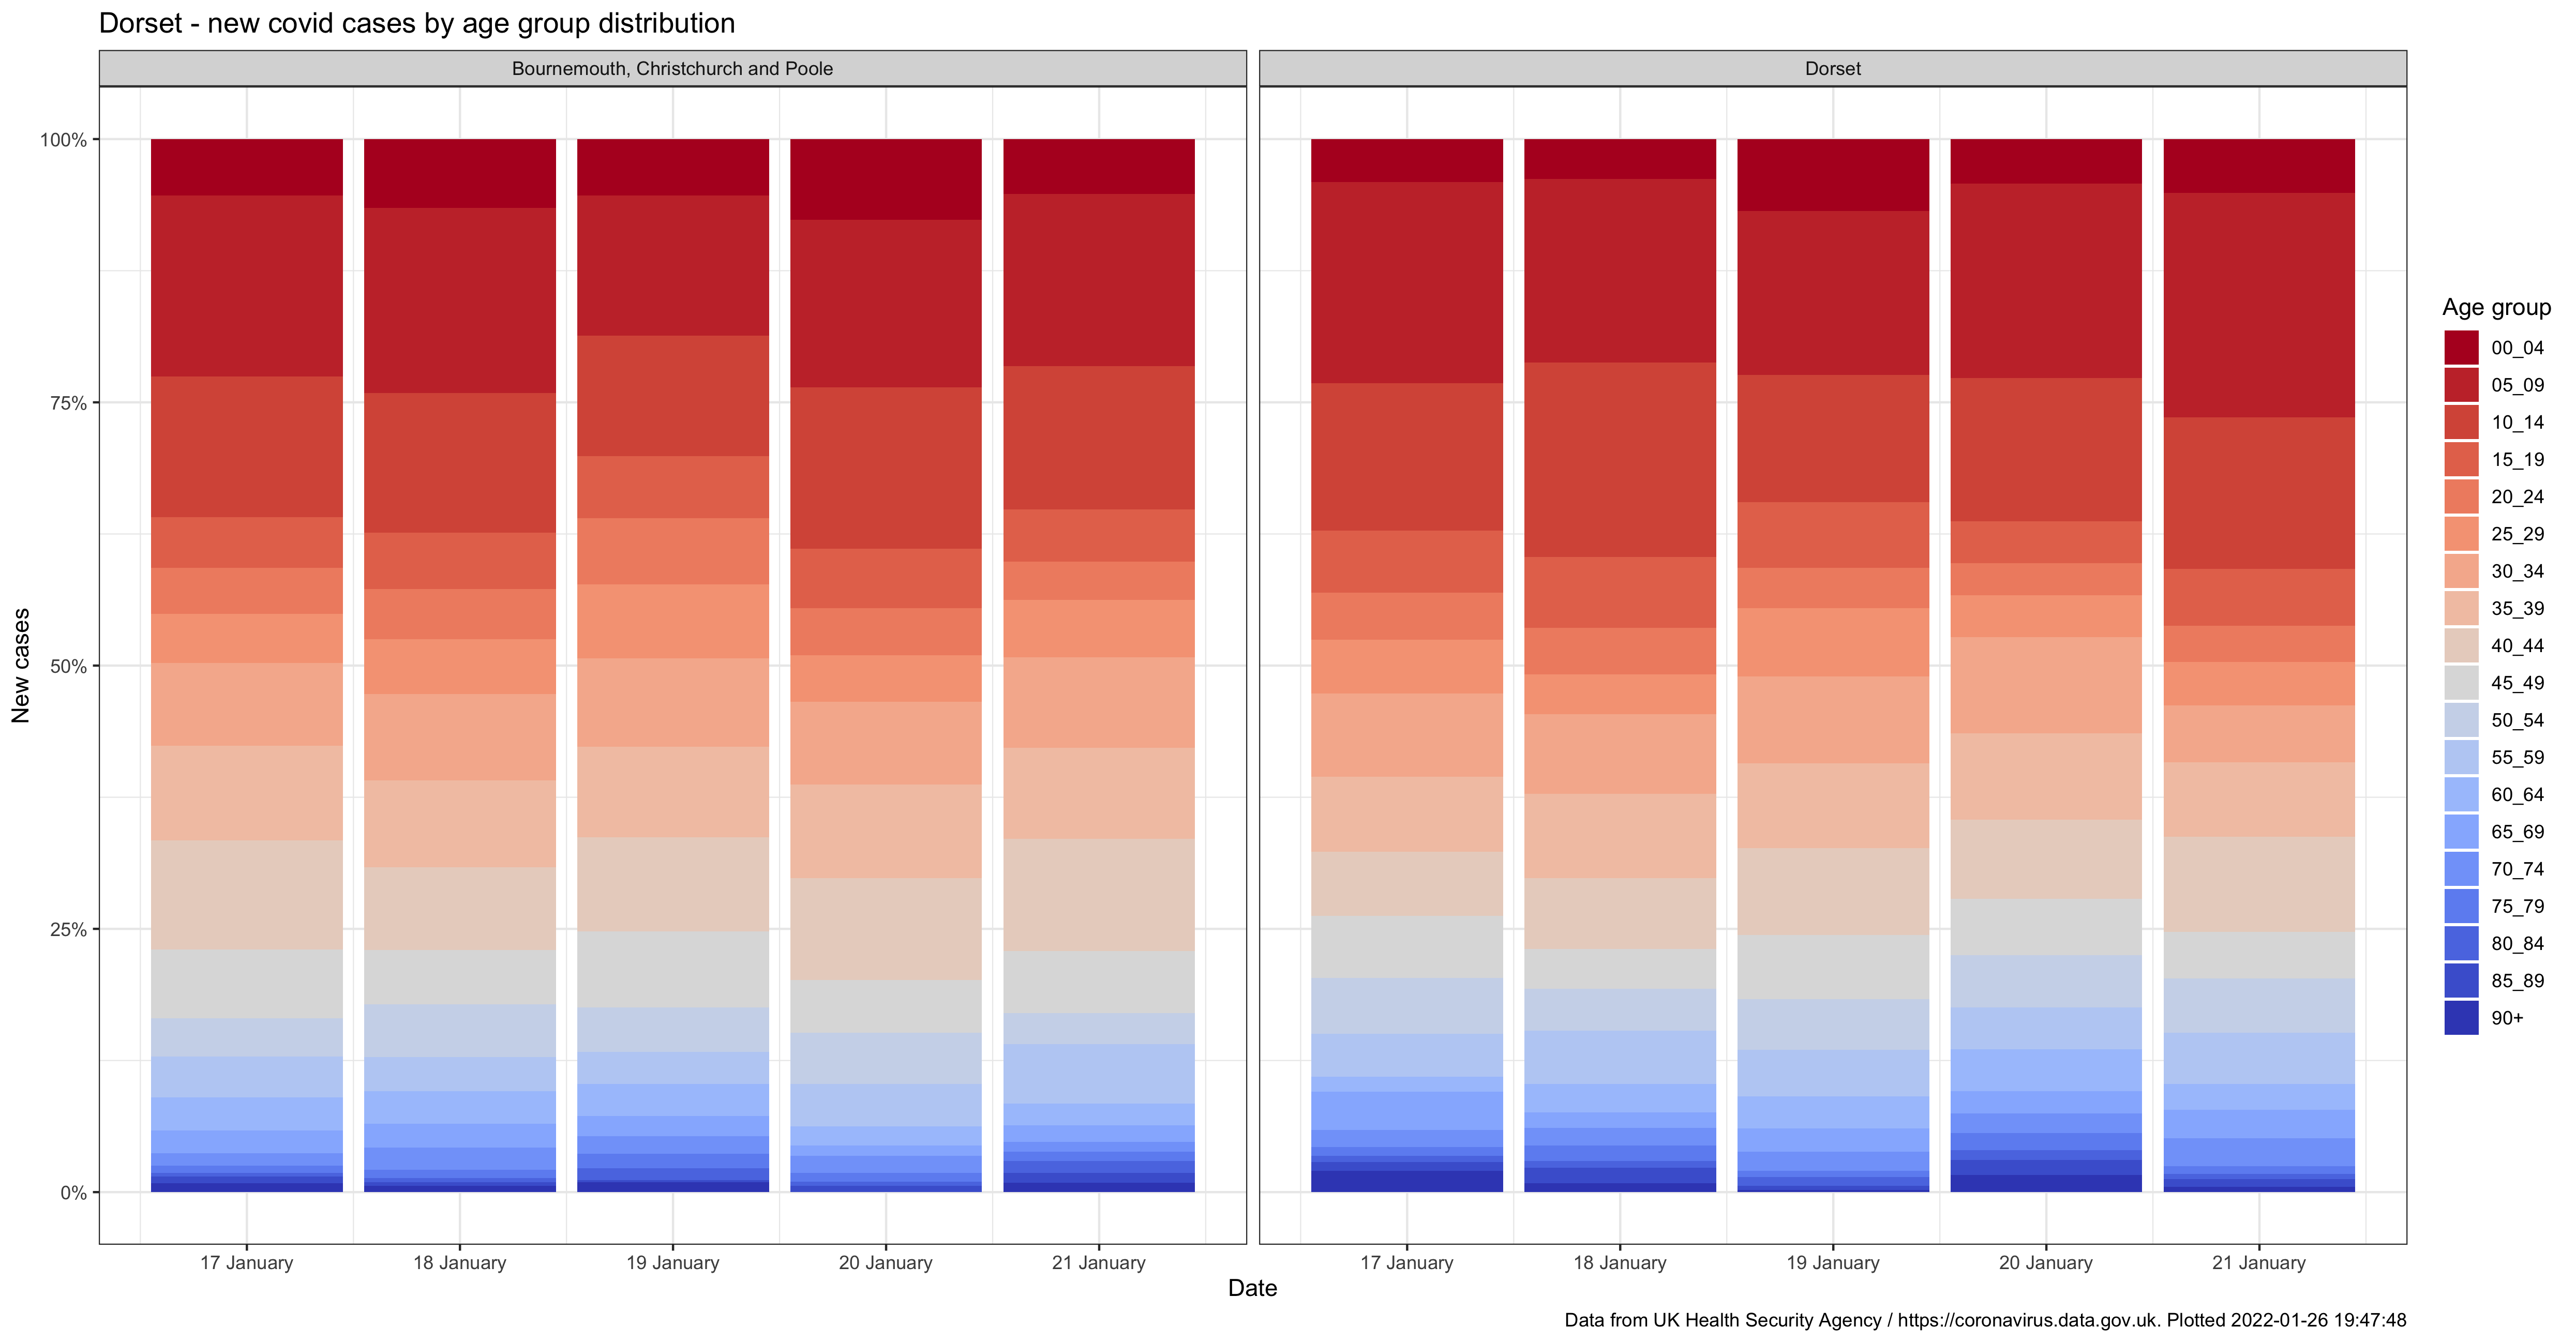 Dorset - new covid cases by age group distribution
Bournemouth, Christchurch and Poole
Dorset
100%
75%
50%
25%
0%
New cases
17 January
18 January
19 January
20 January
21 January
17 January
18 January
19 January
20 January
21 January
Date
Age group
00_04
05_09
10_14
15_19
20_24
25_29
30_34
35_39
40_44
45_49
50_54
55_59
60_64
65_69
70_74
75_79
80_84
85_89
90+
Data from UK Health Security Agency / https://coronavirus.data.gov.uk. Plotted 2022-01-26 19:47:48